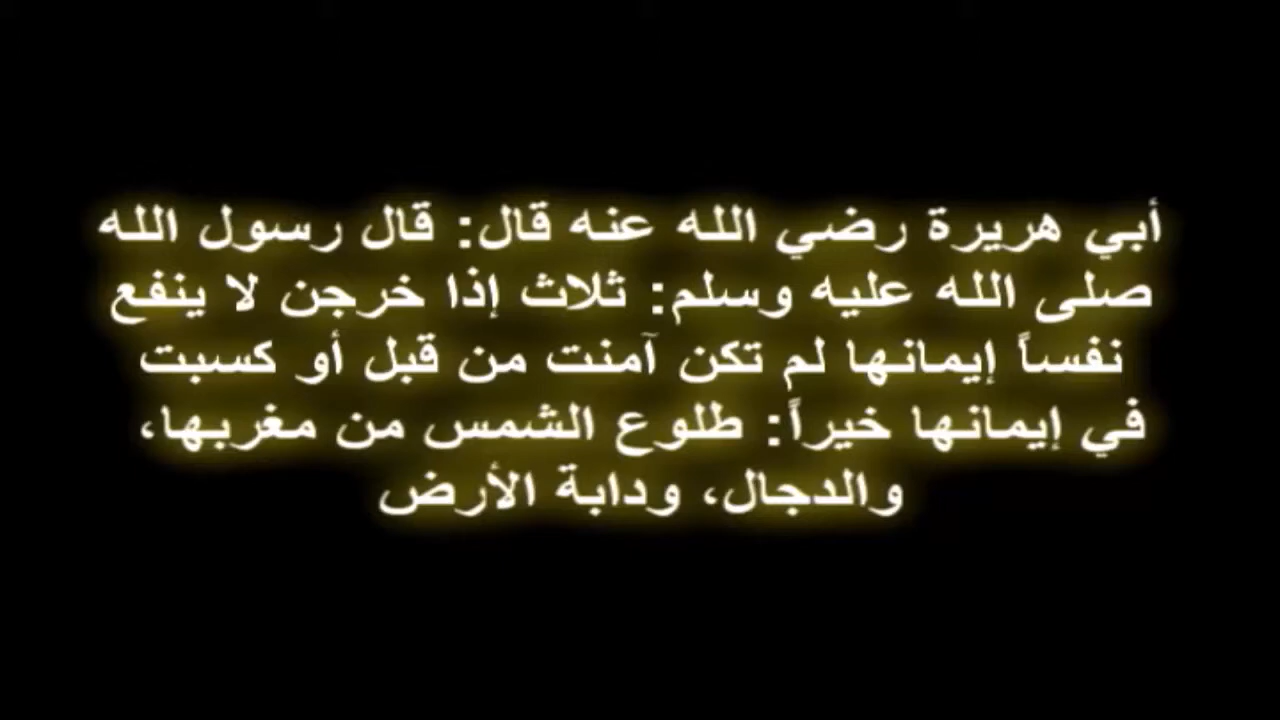 أبي هريرة رضي الله عنه قال: قال رسول الله
صلى الله عليه وسلم: ثلاث إذا خرجن لا ينفع
نفساً إيمانها لم تكن آمنت من قبل أو كسبت
في إيمانها خيراً: طلوع الشمس من مغربها،
والدجال، ودابة الأرض